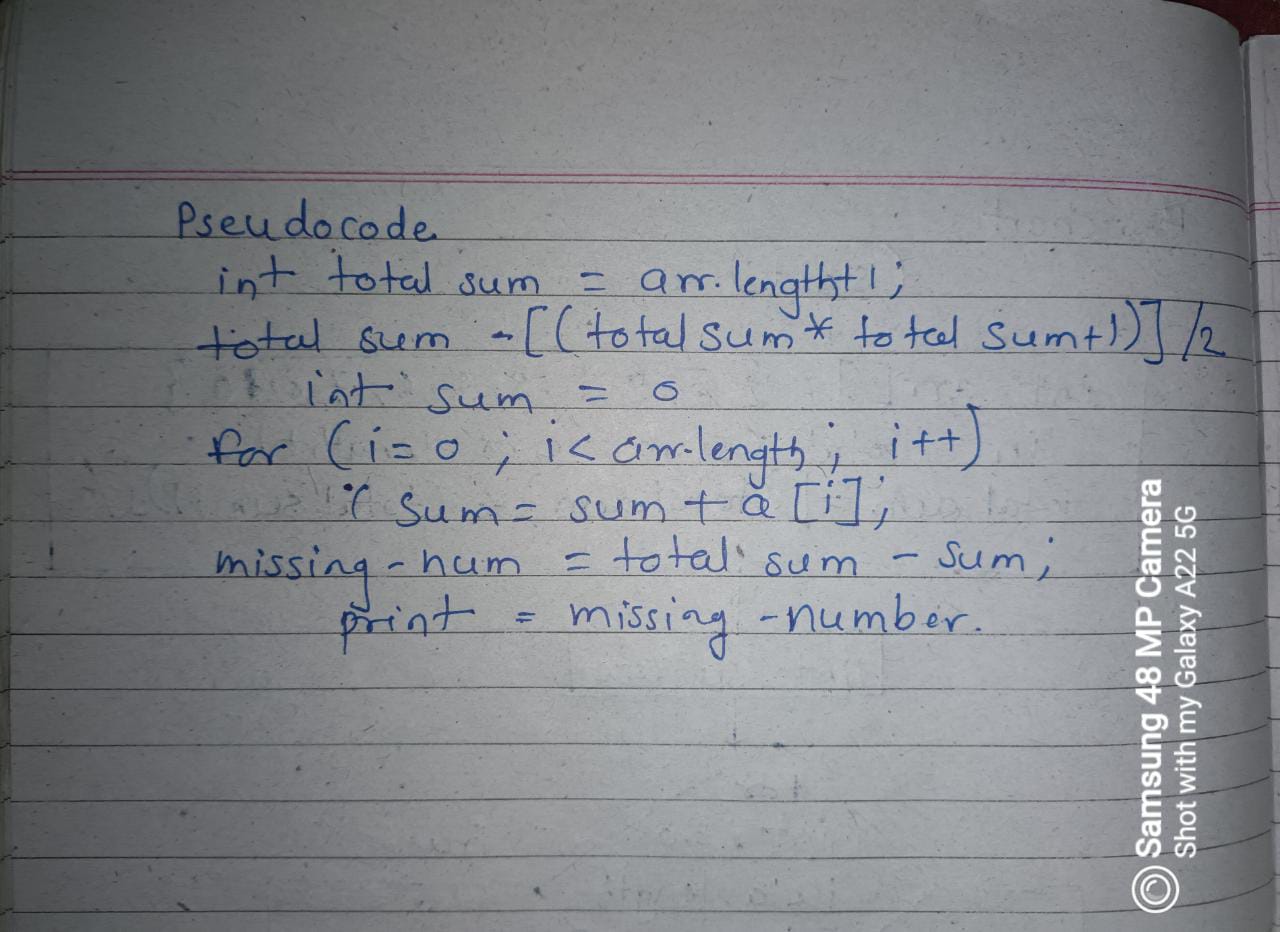 Pseudocode
int total sum = arr.length+1;
total sum = [(total sum * total sum+1)]/2
int sum = 0
for (i=0; i<arr.length; i++)
{ sum = sum + a[i];
missing-num = total sum - sum;
print = missing-number.
Samsung 48 MP Camera
Shot with my Galaxy A22 5G